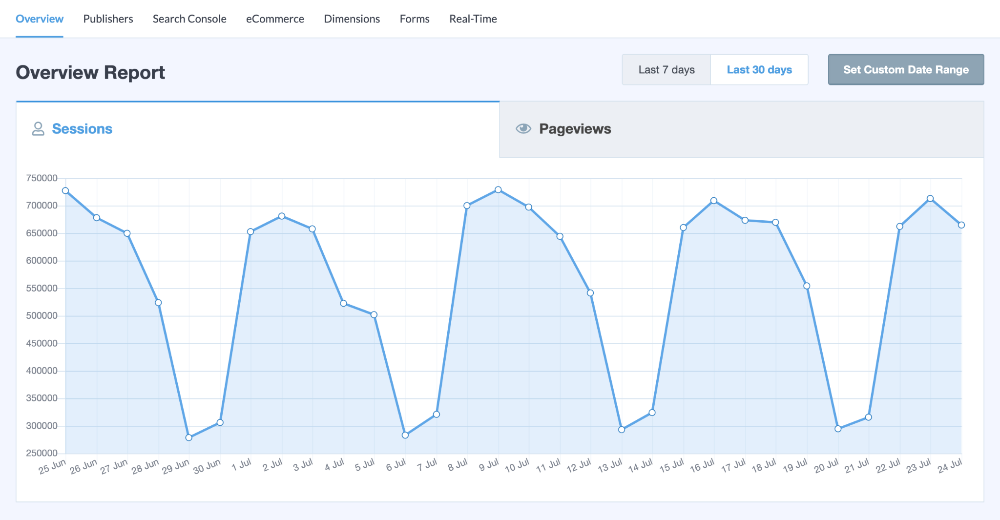 Overview Publishers Search Console eCommerce Dimensions Forms Real-Time
Overview Report
Last 7 days Last 30 days Set Custom Date Range
Sessions Pageviews
750000
700000
650000
600000
550000
500000
450000
400000
350000
300000
250000
25 Jun 26 Jun 27 Jun 28 Jun 29 Jun 30 Jun 1 Jul 2 Jul 3 Jul 4 Jul 5 Jul 6 Jul 7 Jul 8 Jul 9 Jul 10 Jul 11 Jul 12 Jul 13 Jul 14 Jul 15 Jul 16 Jul 17 Jul 18 Jul 19 Jul 20 Jul 21 Jul 22 Jul 23 Jul 24 Jul